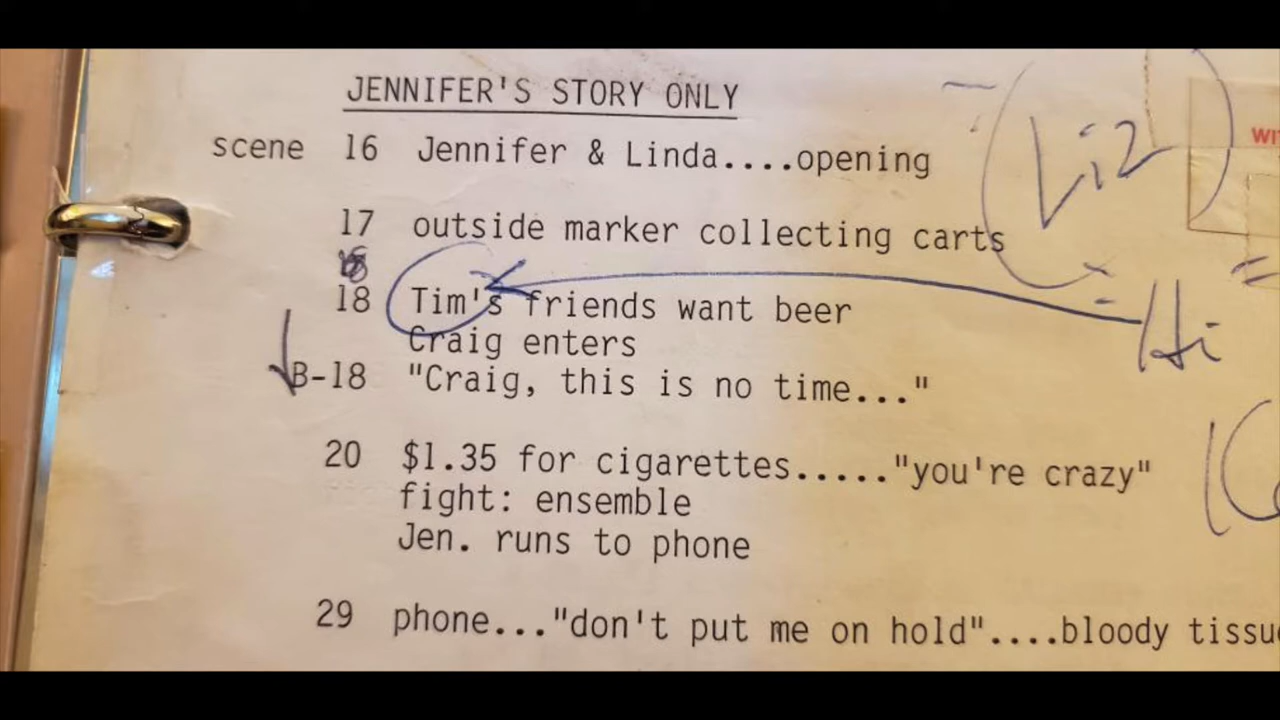 JENNIFER'S STORY ONLY
scene 16 Jennifer & Linda....opening
Liz
WI
17 outside marker collecting carts
18 Tim's friends want beer
Hi
Craig enters
B-18 "Craig, this is no time..."
20 $1.35 for cigarettes....."you're crazy"
fight: ensemble
Jen. runs to phone
29 phone..."don't put me on hold"....bloody tissu